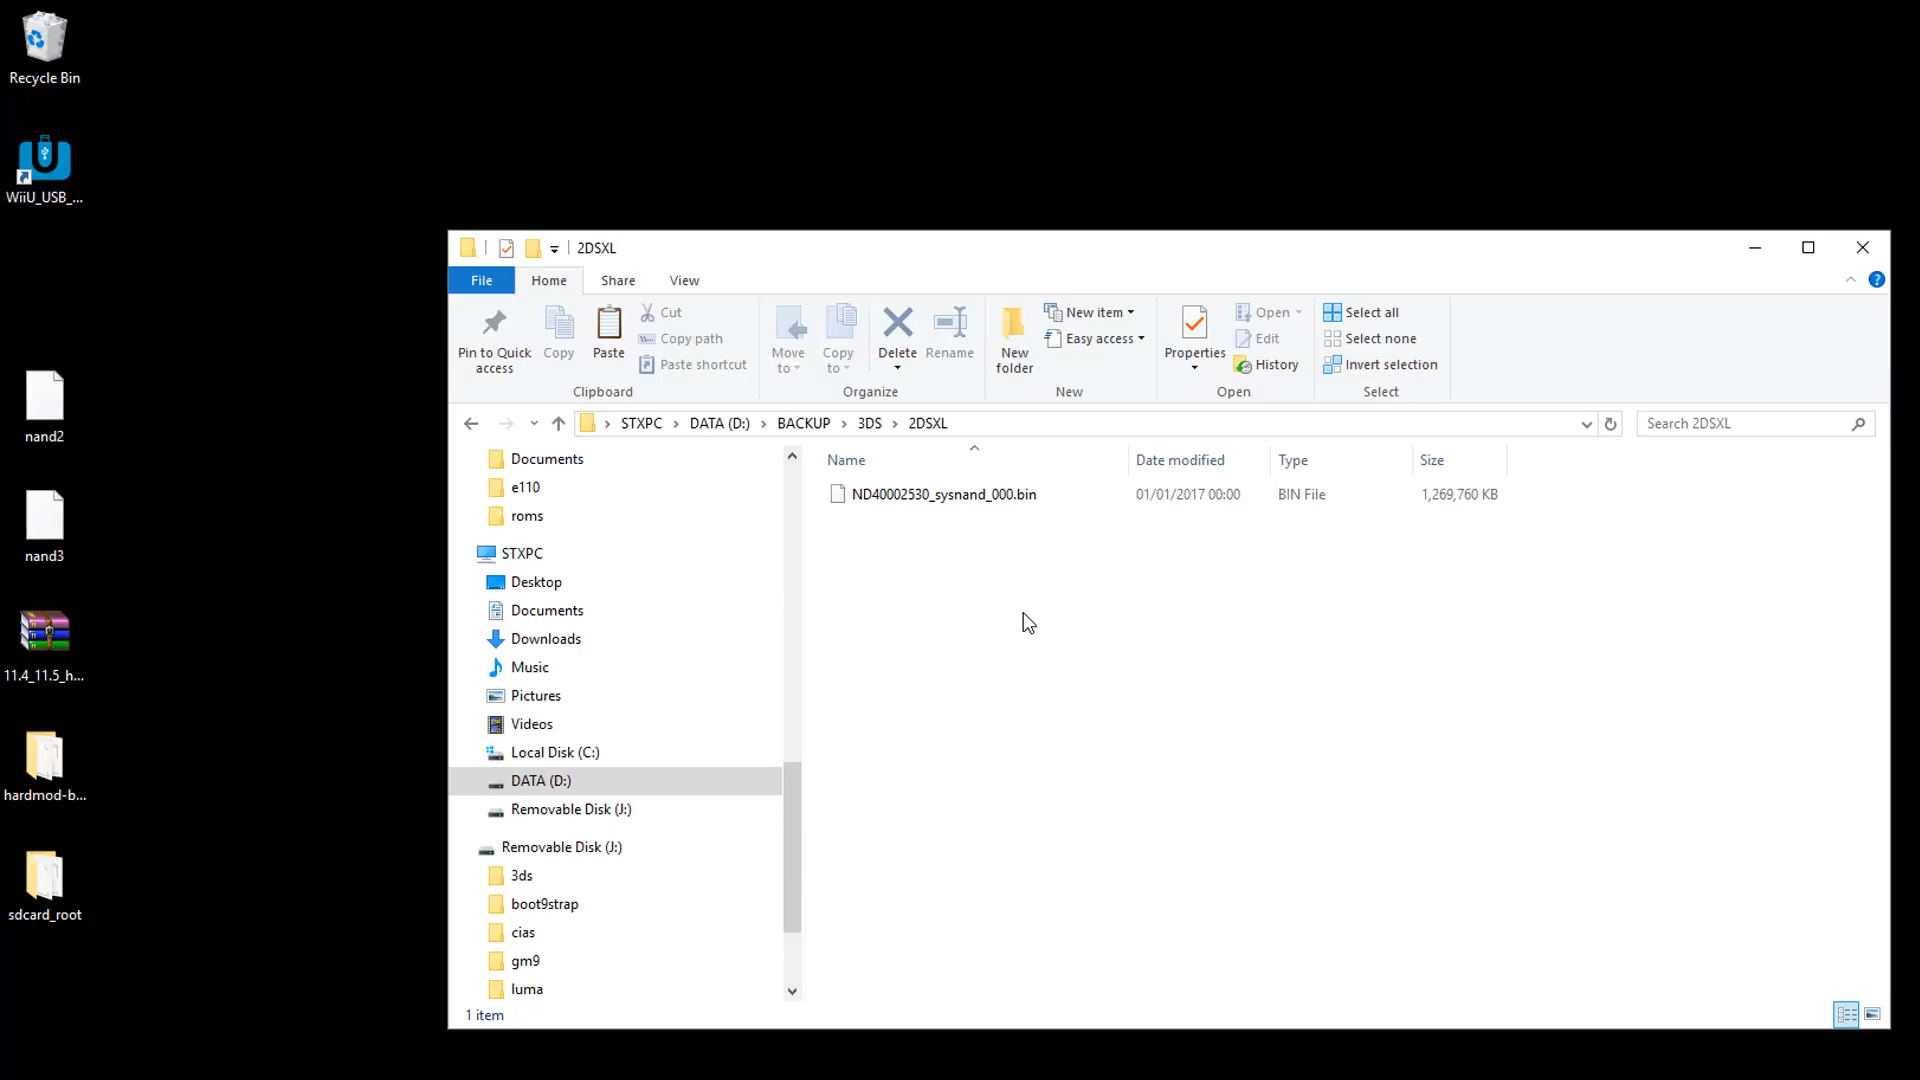 Recycle Bin
WiiU_USB_...
nand2
nand3
11.4_11.5_h...
hardmod-b...
sdcard_root
2DSXL
File Home Share View
Pin to Quick access
Copy
Paste
Cut
Copy path
Paste shortcut
Clipboard
Move to
Copy to
Delete
Rename
Organize
New folder
New item
Easy access
New
Properties
Open
Edit
History
Open
Select all
Select none
Invert selection
Select
STXPC > DATA (D:) > BACKUP > 3DS > 2DSXL
Search 2DSXL
Documents
e110
roms
STXPC
Desktop
Documents
Downloads
Music
Pictures
Videos
Local Disk (C:)
DATA (D:)
Removable Disk (J:)
Removable Disk (J:)
3ds
boot9strap
cias
gm9
luma
Name Date modified Type Size
ND40002530_sysnand_000.bin 01/01/2017 00:00 BIN File 1,269,760 KB
1 item